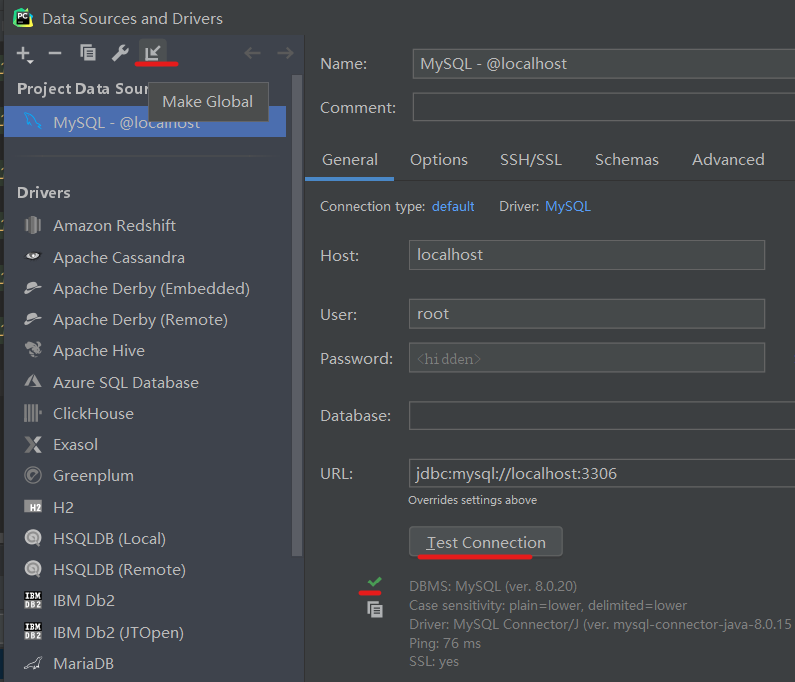 Data Sources and Drivers
Make Global
Project Data Sour
MySQL - @localhost
Drivers
Amazon Redshift
Apache Cassandra
Apache Derby (Embedded)
Apache Derby (Remote)
Apache Hive
Azure SQL Database
ClickHouse
Exasol
Greenplum
H2
HSQLDB (Local)
HSQLDB (Remote)
IBM Db2
IBM Db2 (JTOpen)
MariaDB
Name: MySQL - @localhost
Comment:
General Options SSH/SSL Schemas Advanced
Connection type: default Driver: MySQL
Host: localhost
User: root
Password: <hidden>
Database:
URL: jdbc:mysql://localhost:3306
Overrides settings above
Test Connection
DBMS: MySQL (ver. 8.0.20)
Case sensitivity: plain=lower, delimited=lower
Driver: MySQL Connector/J (ver. mysql-connector-java-8.0.15
Ping: 76 ms
SSL: yes